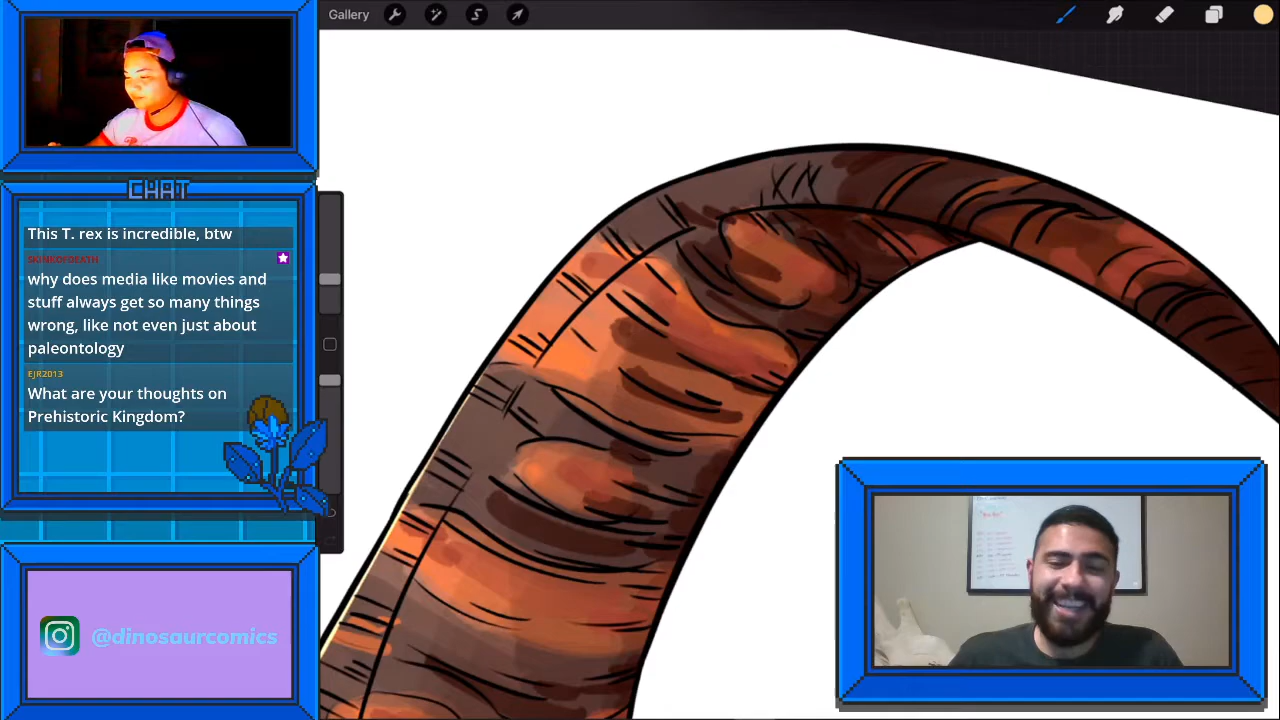 Gallery
CHAT
This T. rex is incredible, btw
why does media like movies and
stuff always get so many things
wrong, like not even just about
paleontology
EJR2013
What are your thoughts on
Prehistoric Kingdom?
@dinosaurcomics